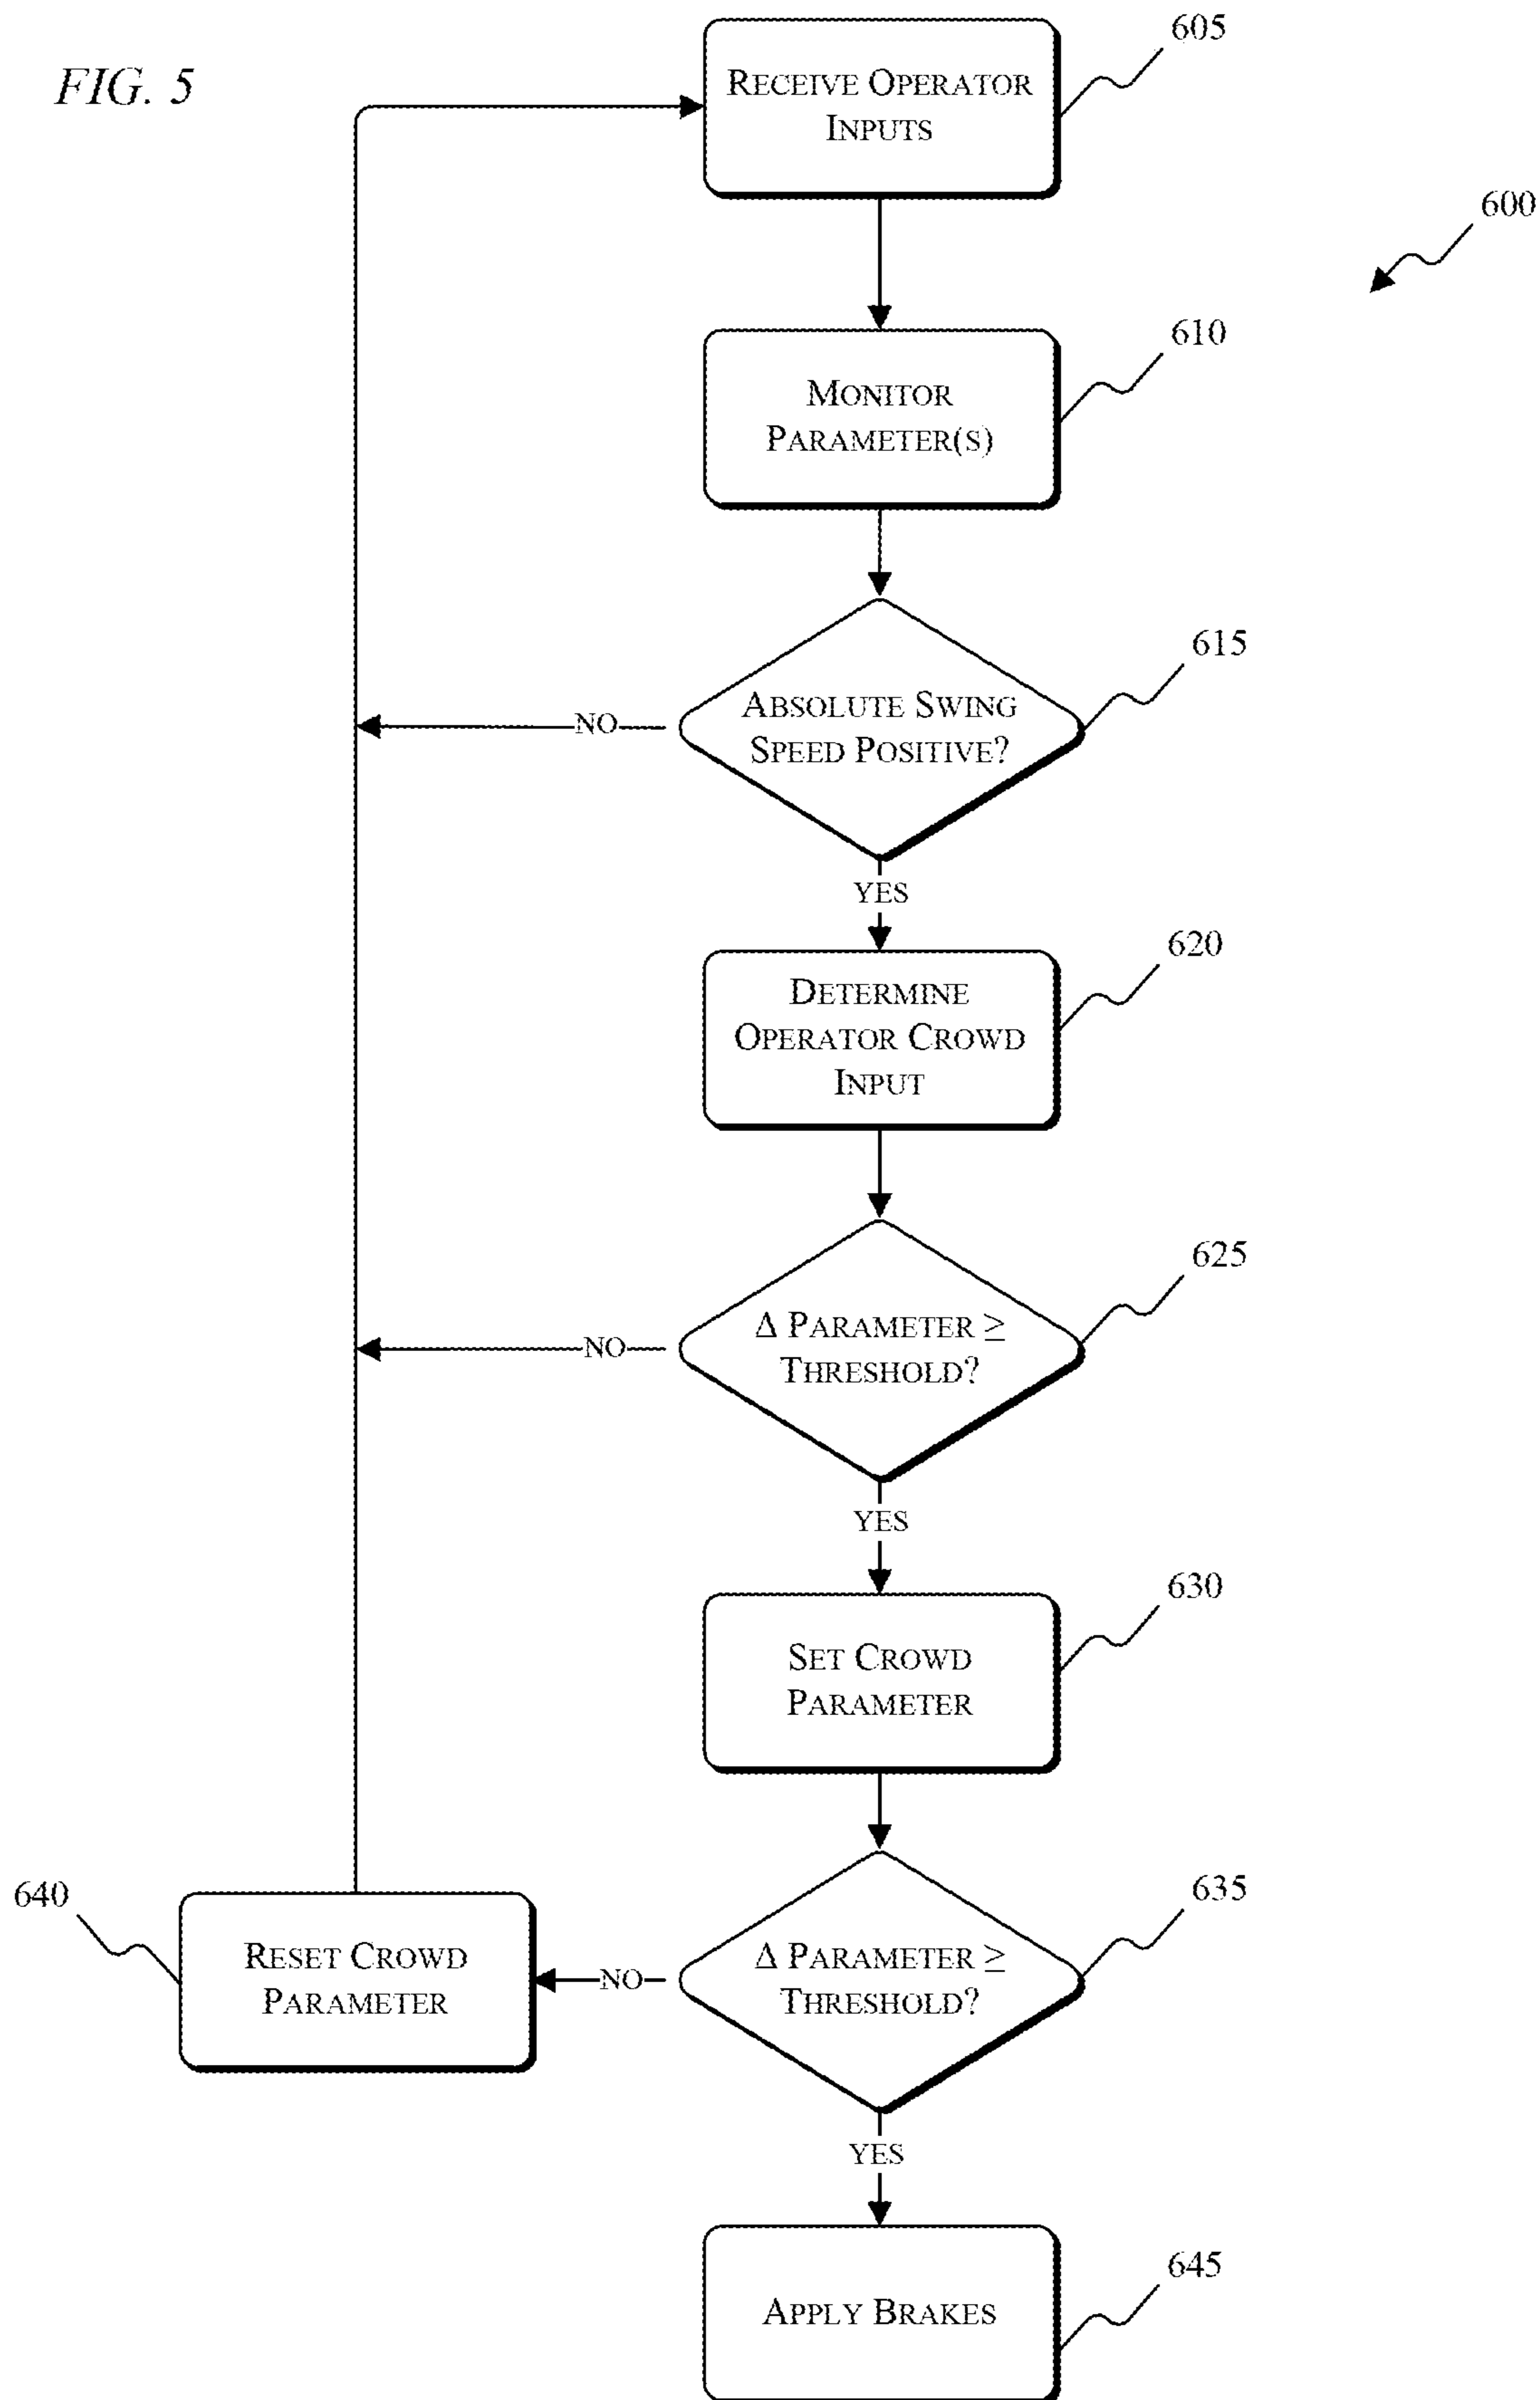 FIG. 5
605
RECEIVE OPERATOR
INPUTS
600
610
MONITOR
PARAMETER(S)
615
ABSOLUTE SWING
SPEED POSITIVE?
NO
YES
620
DETERMINE
OPERATOR CROWD
INPUT
625
Δ PARAMETER ≥
THRESHOLD?
NO
YES
630
SET CROWD
PARAMETER
635
640
Δ PARAMETER ≥
THRESHOLD?
NO
RESET CROWD
PARAMETER
YES
645
APPLY BRAKES